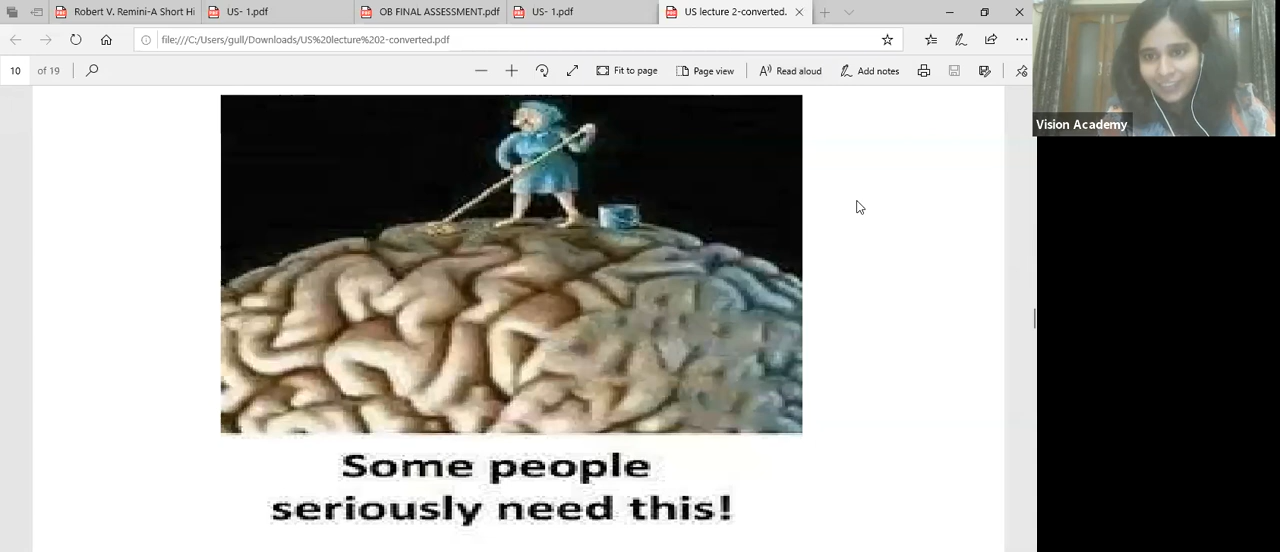 Robert V. Remini-A Short Hi
US- 1.pdf
OB FINAL ASSESSMENT.pdf
US- 1.pdf
US lecture 2-converted.
file:///C:/Users/gull/Downloads/US%20lecture%202-converted.pdf
10 of 19
Fit to page
Page view
Read aloud
Add notes
Vision Academy
Some people
seriously need this!